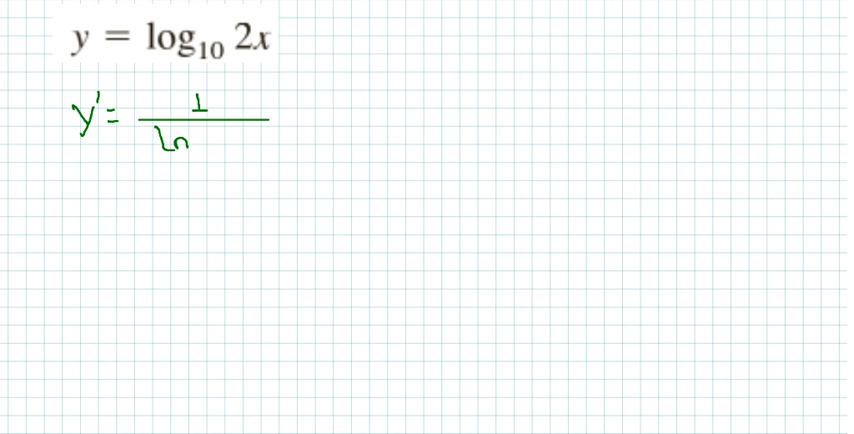 y = log₁₀ 2x
y' = 1/ln